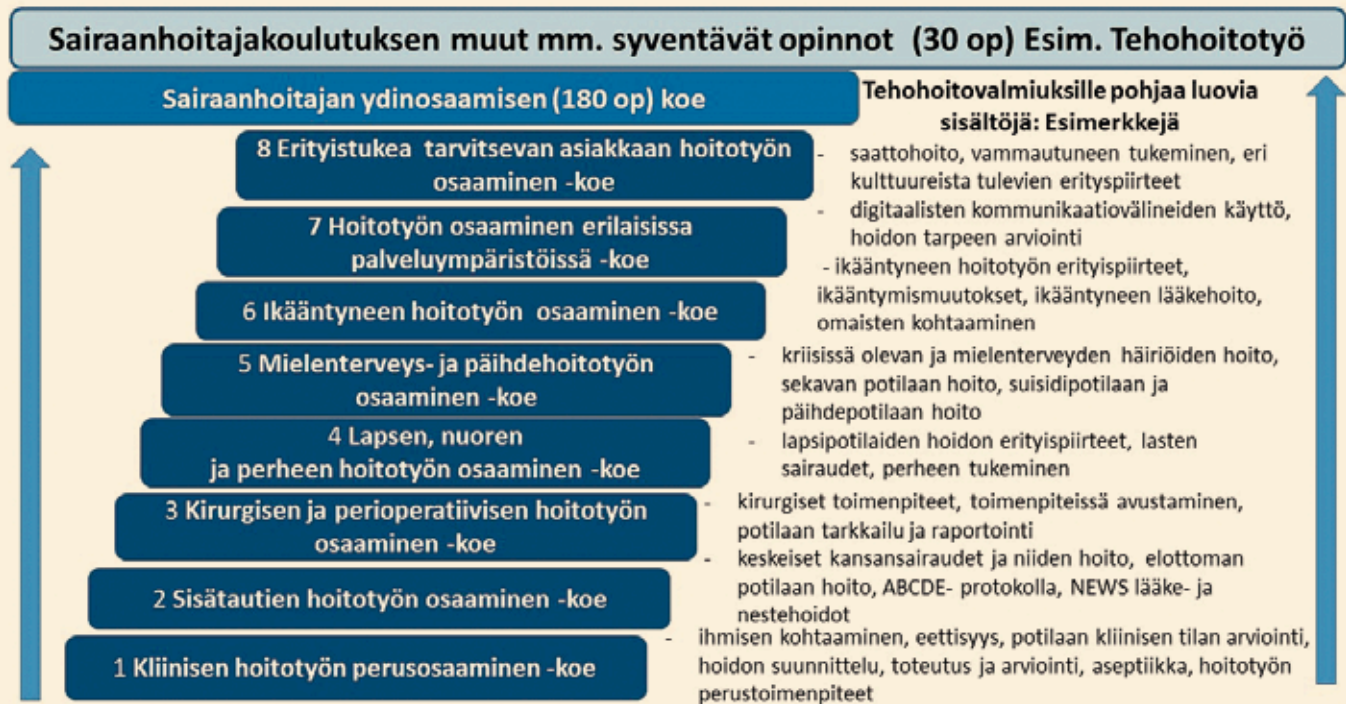 Sairaanhoitajakoulutuksen muut mm. syventävät opinnot (30 op) Esim. Tehohoitotyö
Sairaanhoitajan ydinosaamisen (180 op) koe
Tehohoitovalmiuksille pohjaa luovia
sisältöjä: Esimerkkejä
8 Erityistukea tarvitsevan asiakkaan hoitotyön
osaaminen -koe
- saattohoito, vammautuneen tukeminen, eri
kulttuureista tulevien erityspiirteet
7 Hoitotyön osaaminen erilaisissa
palveluympäristöissä -koe
- digitaalisten kommunikaatiovälineiden käyttö,
hoidon tarpeen arviointi
6 Ikääntyneen hoitotyön osaaminen -koe
- ikääntyneen hoitotyön erityispiirteet,
ikääntymismuutokset, ikääntyneen lääkehoito,
omaisten kohtaaminen
5 Mielenterveys- ja päihdehoitotyön
osaaminen -koe
- kriisissä olevan ja mielenterveyden häiriöiden hoito,
sekavan potilaan hoito, suisidipotilaan ja
päihdepotilaan hoito
4 Lapsen, nuoren
ja perheen hoitotyön osaaminen -koe
- lapsipotilaiden hoidon erityispiirteet, lasten
sairaudet, perheen tukeminen
3 Kirurgisen ja perioperatiivisen hoitotyön
osaaminen -koe
- kirurgiset toimenpiteet, toimenpiteissä avustaminen,
potilaan tarkkailu ja raportointi
2 Sisätautien hoitotyön osaaminen -koe
- keskeiset kansansairaudet ja niiden hoito, elottoman
potilaan hoito, ABCDE- protokolla, NEWS lääke- ja
nestehoidot
1 Kliinisen hoitotyön perusosaaminen -koe
- ihmisen kohtaaminen, eettisyys, potilaan kliinisen tilan arviointi,
hoidon suunnittelu, toteutus ja arviointi, aseptiikka, hoitotyön
perustoimenpiteet